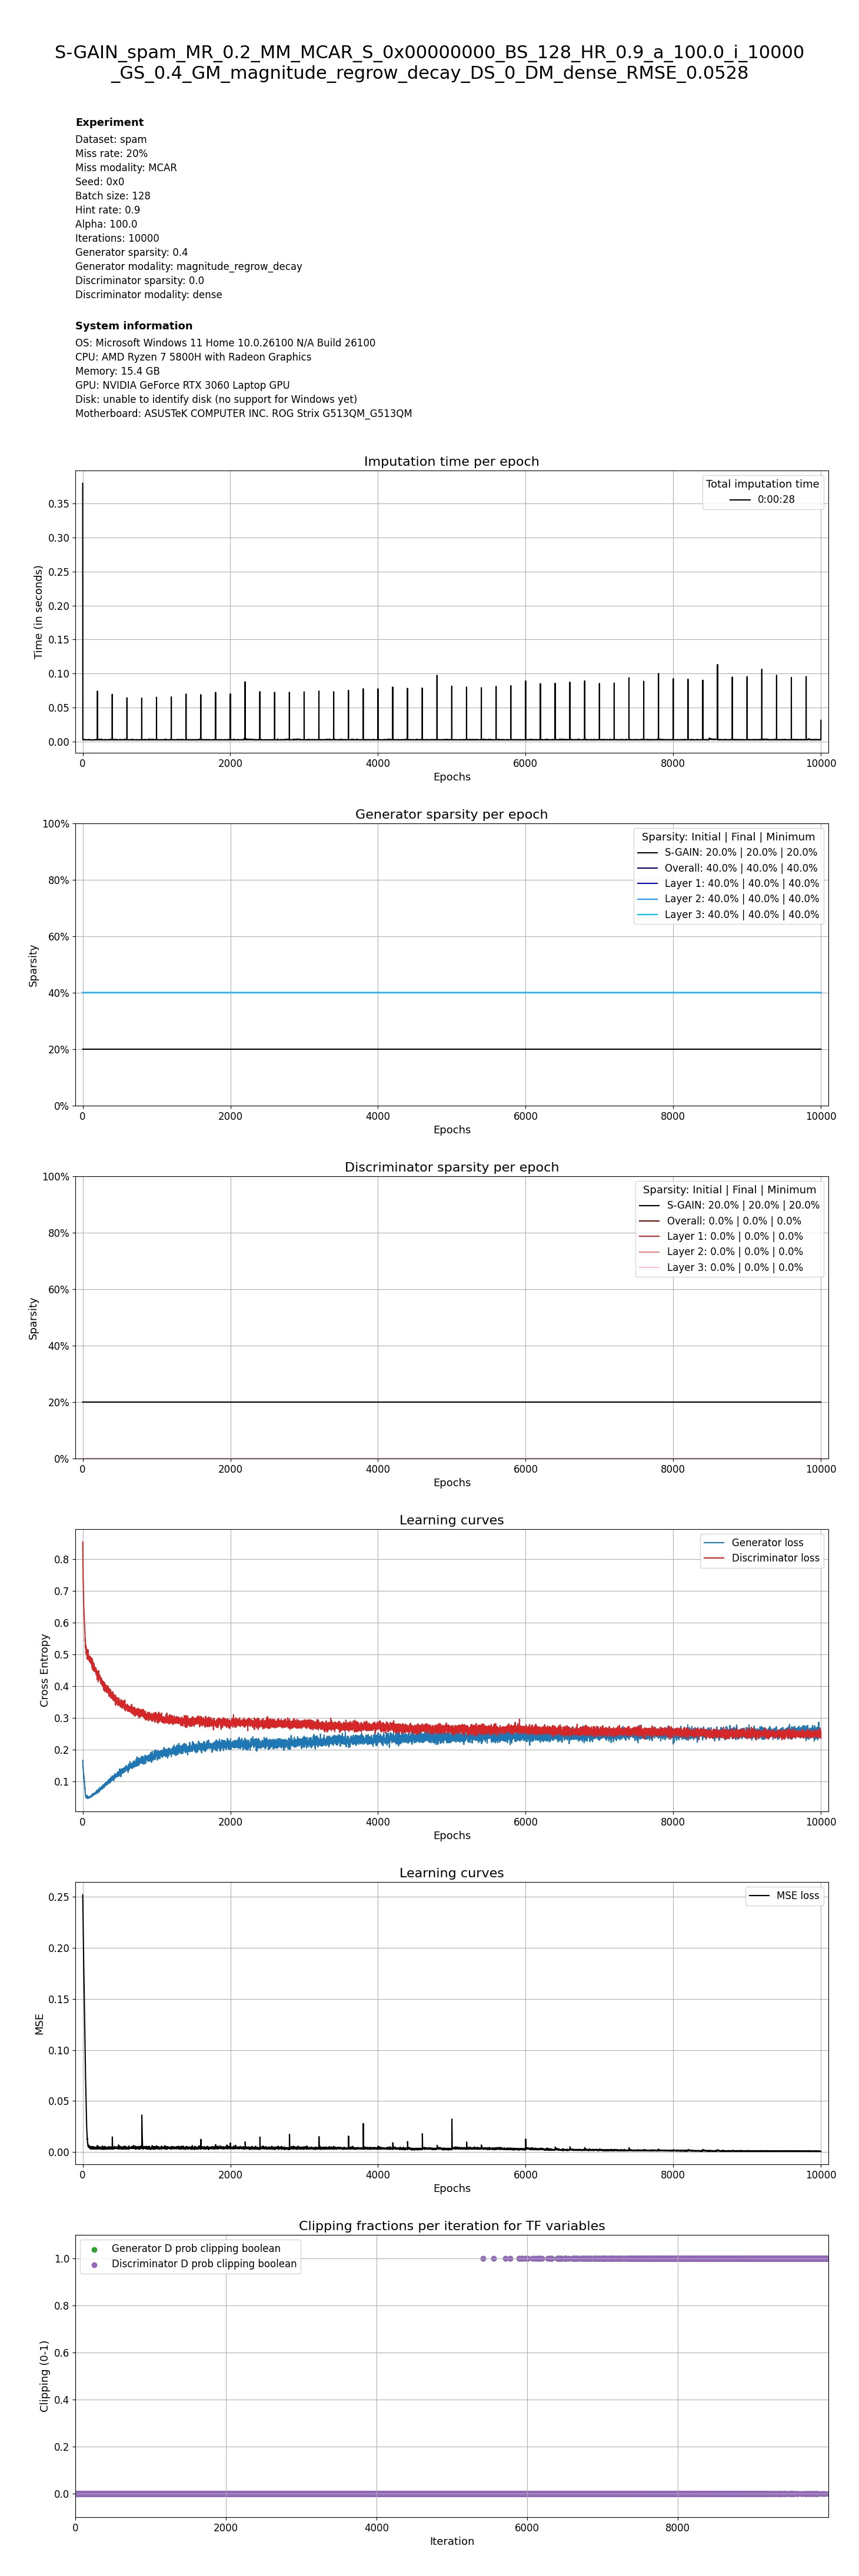 S-GAIN_spam_MR_0.2_MM_MCAR_S_0x00000000_BS_128_HR_0.9_a_100.0_i_10000
_GS_0.4_GM_magnitude_regrow_decay_DS_0_DM_dense_RMSE_0.0528
Experiment
Dataset: spam
Miss rate: 20%
Miss modality: MCAR
Seed: 0x0
Batch size: 128
Hint rate: 0.9
Alpha: 100.0
Iterations: 10000
Generator sparsity: 0.4
Generator modality: magnitude_regrow_decay
Discriminator sparsity: 0.0
Discriminator modality: dense
System information
OS: Microsoft Windows 11 Home 10.0.26100 N/A Build 26100
CPU: AMD Ryzen 7 5800H with Radeon Graphics
Memory: 15.4 GB
GPU: NVIDIA GeForce RTX 3060 Laptop GPU
Disk: unable to identify disk (no support for Windows yet)
Motherboard: ASUSTeK COMPUTER INC. ROG Strix G513QM_G513QM
Imputation time per epoch
Total imputation time
0:00:28
0.35
0.30
0.25
0.20
0.15
0.10
0.05
0.00
Time (in seconds)
0 2000 4000 6000 8000 10000
Epochs
Generator sparsity per epoch
Sparsity: Initial | Final | Minimum
S-GAIN: 20.0% | 20.0% | 20.0%
Overall: 40.0% | 40.0% | 40.0%
Layer 1: 40.0% | 40.0% | 40.0%
Layer 2: 40.0% | 40.0% | 40.0%
Layer 3: 40.0% | 40.0% | 40.0%
100%
80%
60%
40%
20%
0%
Sparsity
0 2000 4000 6000 8000 10000
Epochs
Discriminator sparsity per epoch
Sparsity: Initial | Final | Minimum
S-GAIN: 20.0% | 20.0% | 20.0%
Overall: 0.0% | 0.0% | 0.0%
Layer 1: 0.0% | 0.0% | 0.0%
Layer 2: 0.0% | 0.0% | 0.0%
Layer 3: 0.0% | 0.0% | 0.0%
100%
80%
60%
40%
20%
0%
Sparsity
0 2000 4000 6000 8000 10000
Epochs
Learning curves
Generator loss
Discriminator loss
0.8
0.7
0.6
0.5
0.4
0.3
0.2
0.1
Cross Entropy
0 2000 4000 6000 8000 10000
Epochs
Learning curves
MSE loss
0.25
0.20
0.15
0.10
0.05
0.00
MSE
0 2000 4000 6000 8000 10000
Epochs
Clipping fractions per iteration for TF variables
Generator D prob clipping boolean
Discriminator D prob clipping boolean
1.0
0.8
0.6
0.4
0.2
0.0
Clipping (0-1)
0 2000 4000 6000 8000
Iteration